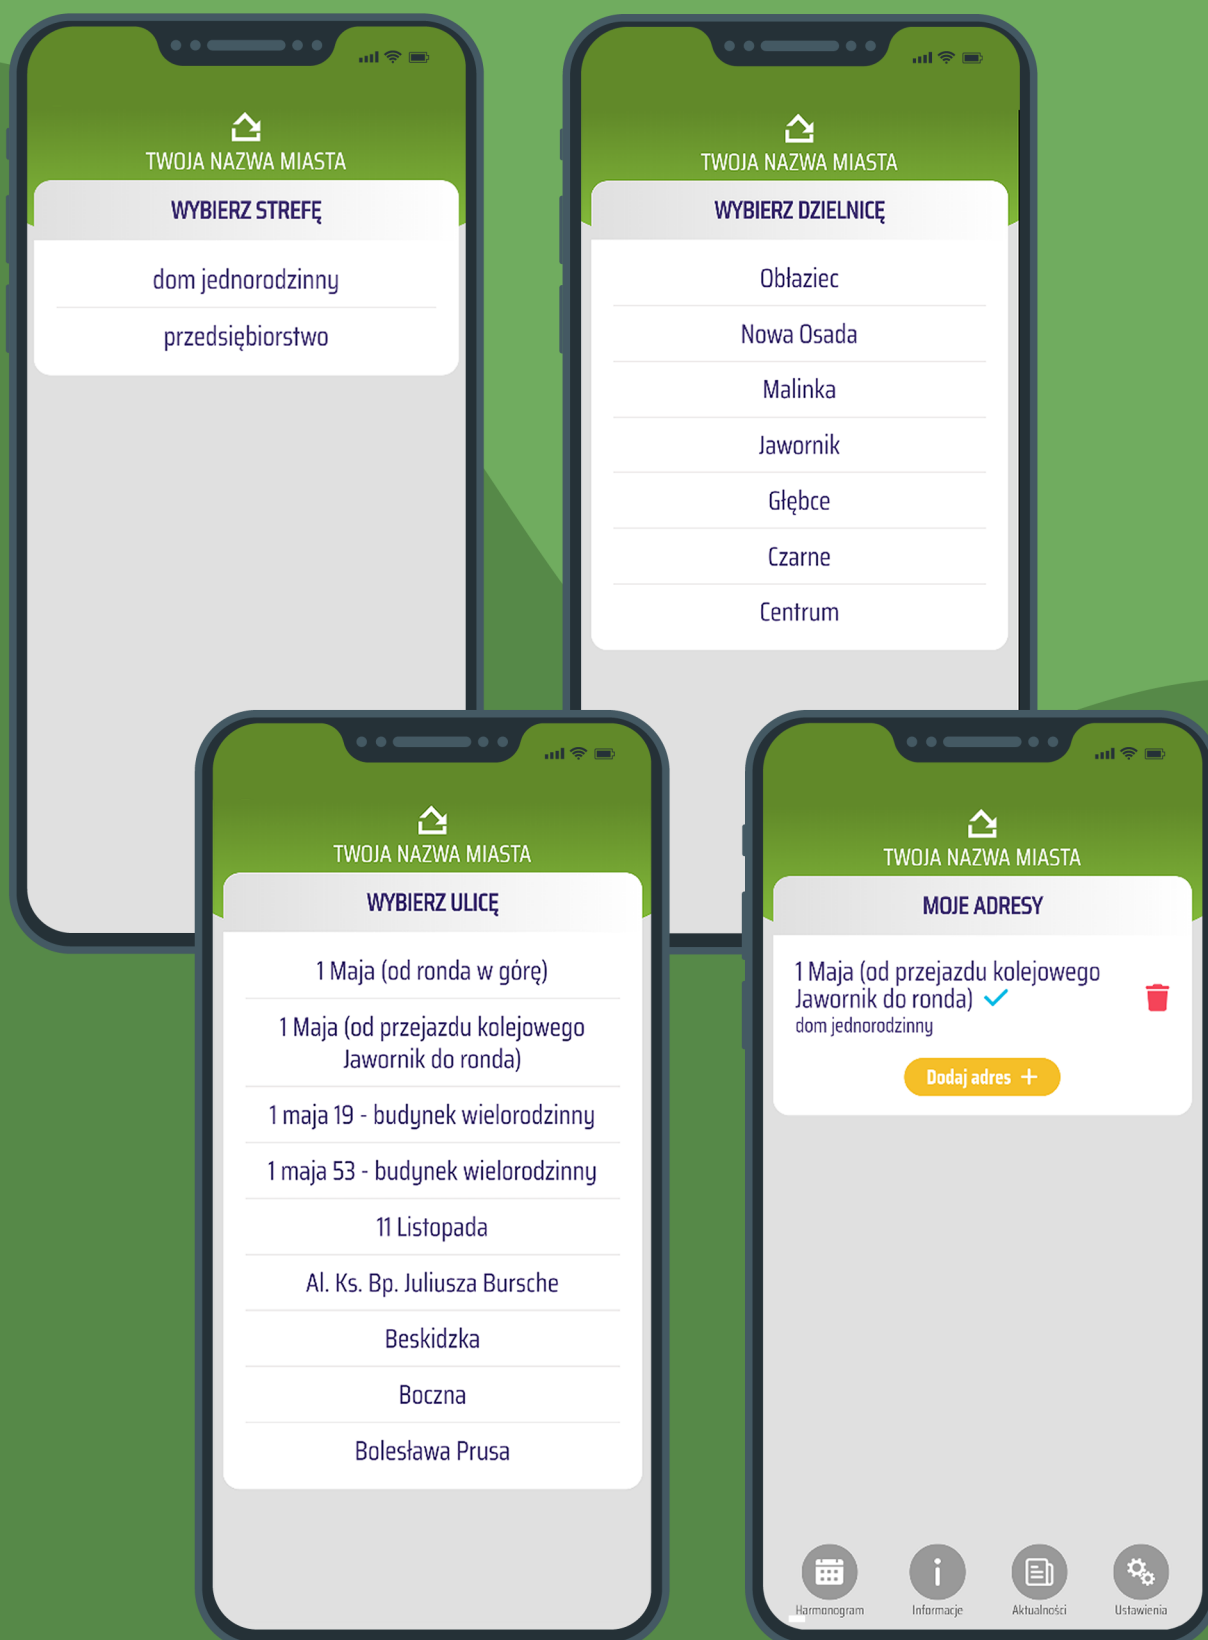 TWOJA NAZWA MIASTA
WYBIERZ STREFĘ
dom jednorodzinny
przedsiębiorstwo
TWOJA NAZWA MIASTA
WYBIERZ DZIELNICĘ
Obłaziec
Nowa Osada
Malinka
Jawornik
Głębce
Czarne
Centrum
TWOJA NAZWA MIASTA
WYBIERZ ULICĘ
1 Maja (od ronda w górę)
1 Maja (od przejazdu kolejowego
Jawornik do ronda)
1 maja 19 - budynek wielorodzinny
1 maja 53 - budynek wielorodzinny
11 Listopada
Al. Ks. Bp. Juliusza Bursche
Beskidzka
Boczna
Bolesława Prusa
TWOJA NAZWA MIASTA
MOJE ADRESY
1 Maja (od przejazdu kolejowego
Jawornik do ronda)
dom jednorodzinny
Dodaj adres +
Harmonogram
Informacje
Aktualności
Ustawienia